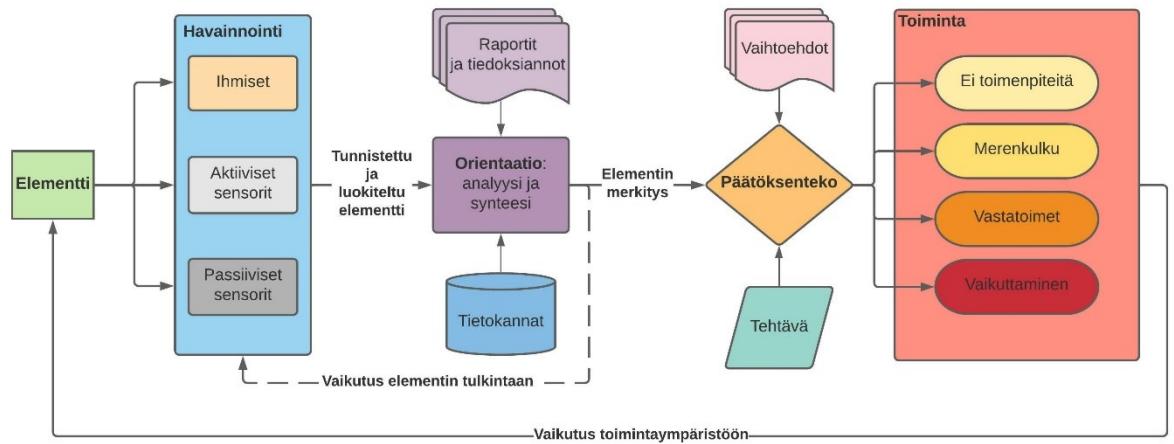 Elementti
Havainnointi
Ihmiset
Aktiiviset
sensorit
Passiiviset
sensorit
Tunnistettu
ja
luokiteltu
elementti
Raportit
ja tiedoksiannot
Orientaatio:
analyysi ja
synteesi
Tietokannat
Vaikutus elementin tulkintaan
Elementin
merkitys
Vaihtoehdot
Päätöksenteko
Tehtävä
Toiminta
Ei toimenpiteitä
Merenkulku
Vastatoimet
Vaikuttaminen
Vaikutus toimintaympäristöön